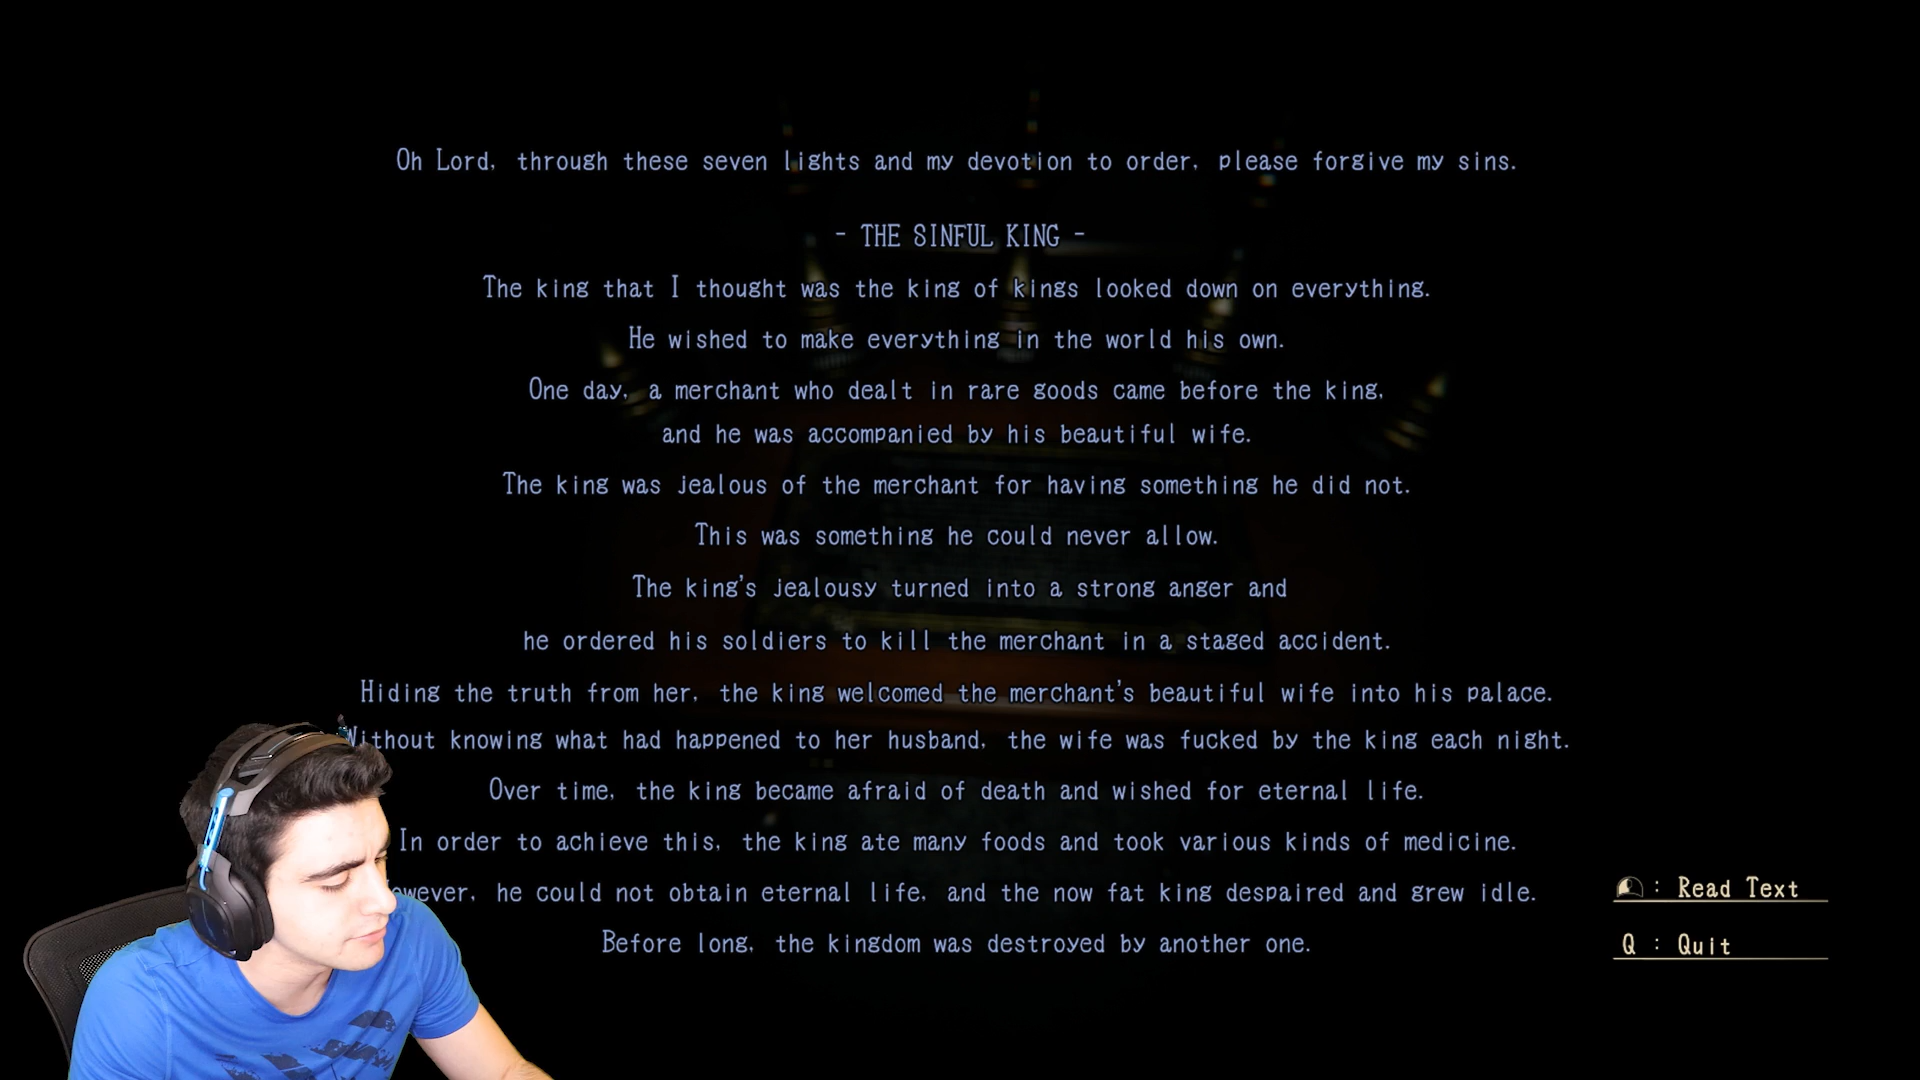 Oh Lord, through these seven lights and my devotion to order, please forgive my sins.
- THE SINFUL KING -
The king that I thought was the king of kings looked down on everything.
He wished to make everything in the world his own.
One day, a merchant who dealt in rare goods came before the king,
and he was accompanied by his beautiful wife.
The king was jealous of the merchant for having something he did not.
This was something he could never allow.
The king's jealousy turned into a strong anger and
he ordered his soldiers to kill the merchant in a staged accident.
Hiding the truth from her, the king welcomed the merchant's beautiful wife into his palace.
Without knowing what had happened to her husband, the wife was fucked by the king each night.
Over time, the king became afraid of death and wished for eternal life.
In order to achieve this, the king ate many foods and took various kinds of medicine.
owever, he could not obtain eternal life, and the now fat king despaired and grew idle.
Before long, the kingdom was destroyed by another one.
: Read Text
Q : Quit